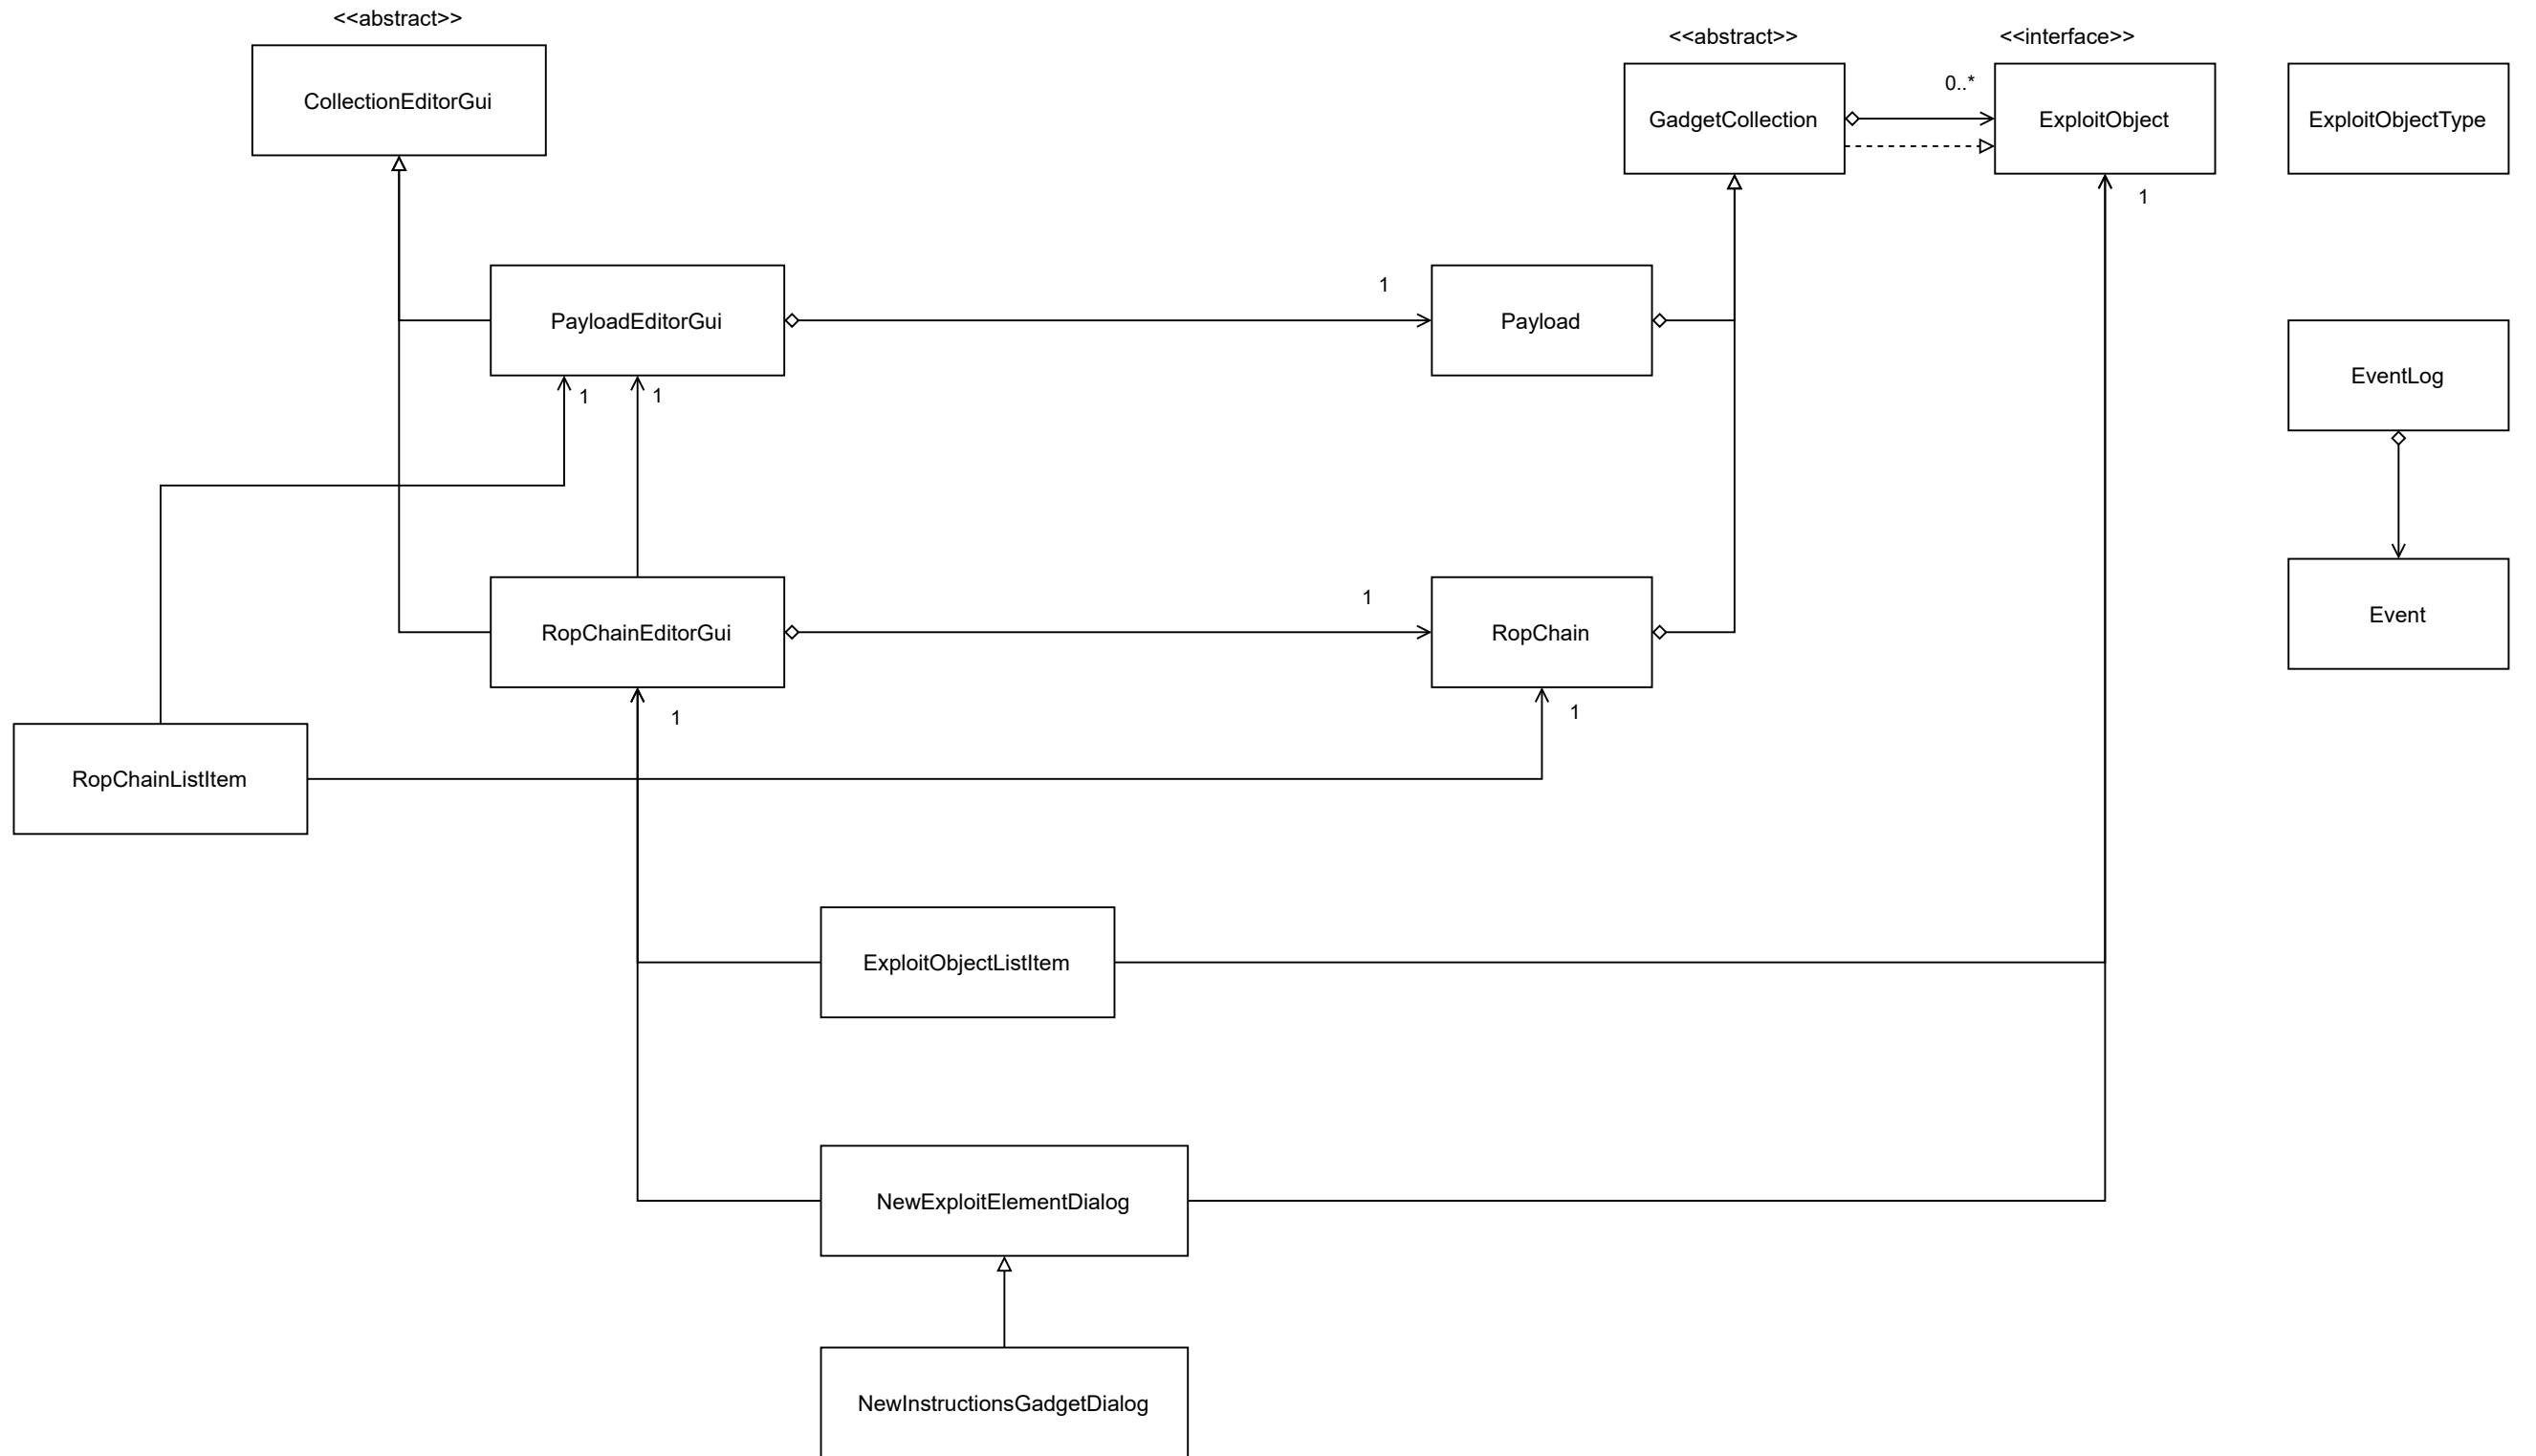 <<abstract>>
<<abstract>>
<<interface>>
CollectionEditorGui
GadgetCollection
0..*
ExploitObject
ExploitObjectType
1
PayloadEditorGui
1
Payload
EventLog
1
1
RopChainEditorGui
1
RopChain
Event
1
1
RopChainListItem
ExploitObjectListItem
NewExploitElementDialog
NewInstructionsGadgetDialog